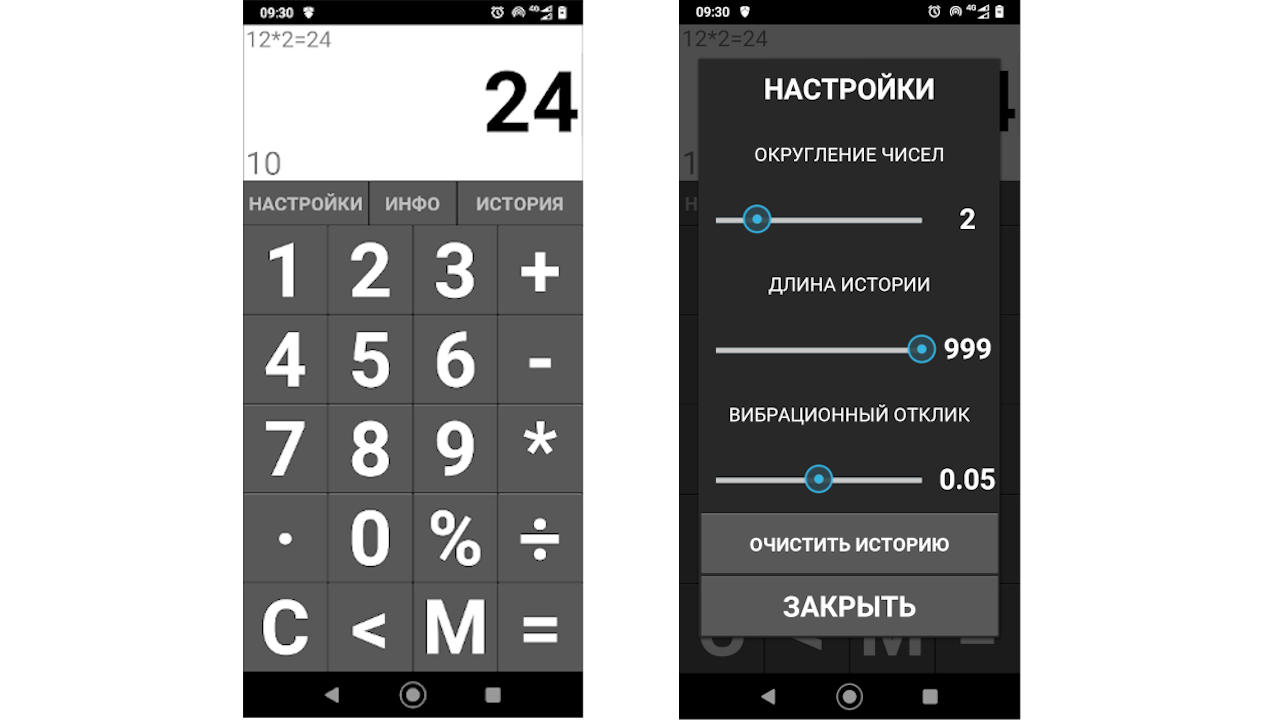 09:30 4G
12*2=24
24
10
НАСТРОЙКИ ИНФО ИСТОРИЯ
1 2 3 +
4 5 6 -
7 8 9 *
· 0 % ÷
C < M =
09:30 4G
12*2=24
НАСТРОЙКИ
ОКРУГЛЕНИЕ ЧИСЕЛ
2
ДЛИНА ИСТОРИИ
999
ВИБРАЦИОННЫЙ ОТКЛИК
0.05
ОЧИСТИТЬ ИСТОРИЮ
ЗАКРЫТЬ